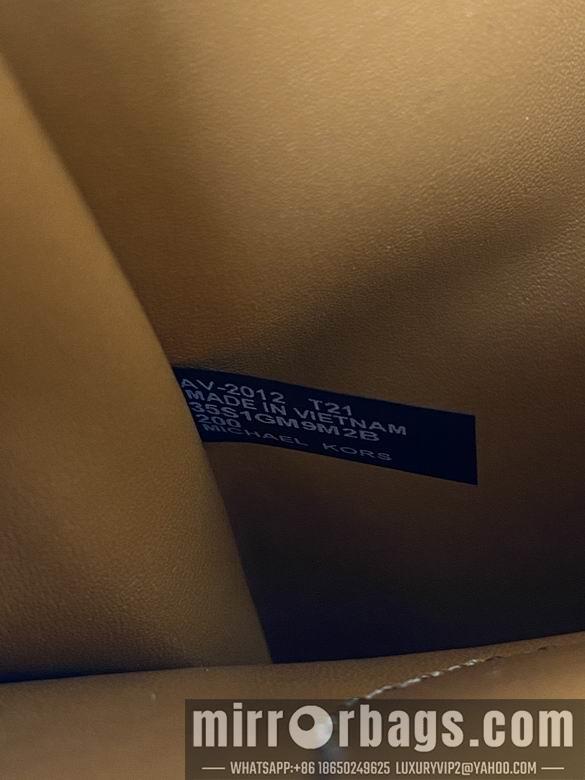 AV-2012 T21
MADE IN VIETNAM
35S1GM9M2B
200
MICHAEL KORS
mirrorbags.com
WHATSAPP:+86 18650249625 LUXURYVIP2@YAHOO.COM